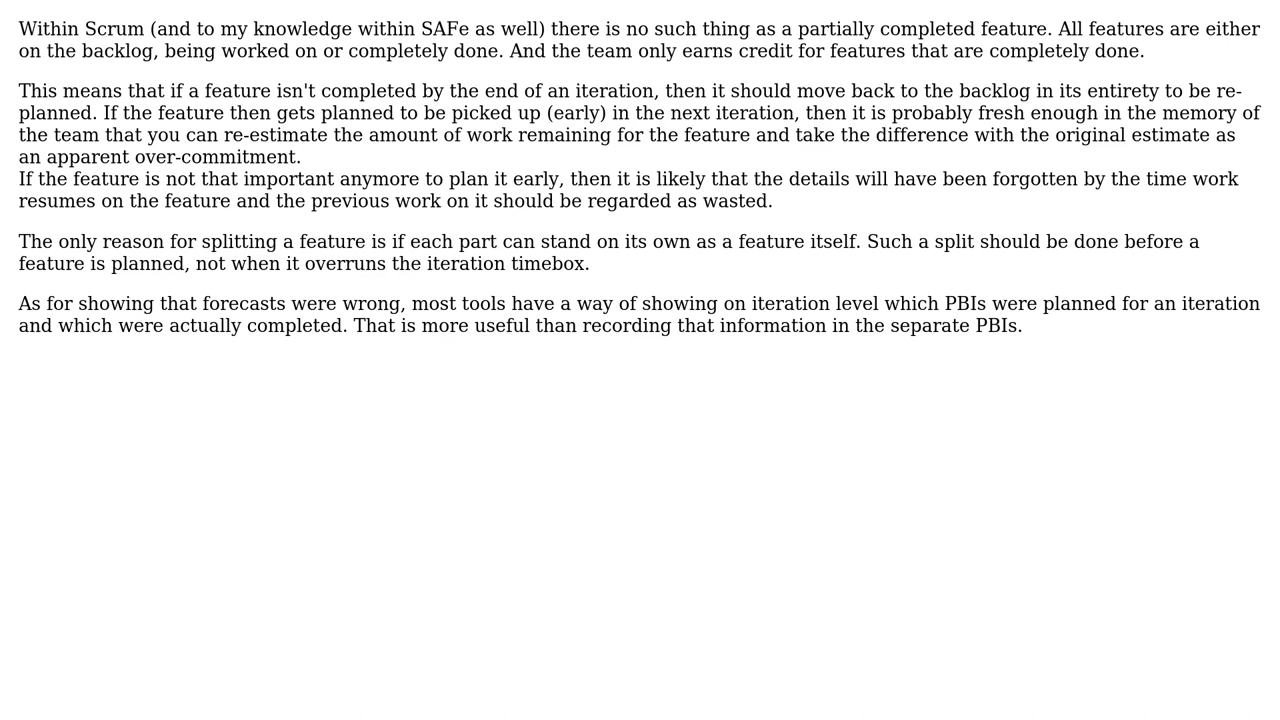 Within Scrum (and to my knowledge within SAFe as well) there is no such thing as a partially completed feature. All features are either
on the backlog, being worked on or completely done. And the team only earns credit for features that are completely done.
This means that if a feature isn't completed by the end of an iteration, then it should move back to the backlog in its entirety to be re-
planned. If the feature then gets planned to be picked up (early) in the next iteration, then it is probably fresh enough in the memory of
the team that you can re-estimate the amount of work remaining for the feature and take the difference with the original estimate as
an apparent over-commitment.
If the feature is not that important anymore to plan it early, then it is likely that the details will have been forgotten by the time work
resumes on the feature and the previous work on it should be regarded as wasted.
The only reason for splitting a feature is if each part can stand on its own as a feature itself. Such a split should be done before a
feature is planned, not when it overruns the iteration timebox.
As for showing that forecasts were wrong, most tools have a way of showing on iteration level which PBIs were planned for an iteration
and which were actually completed. That is more useful than recording that information in the separate PBIs.